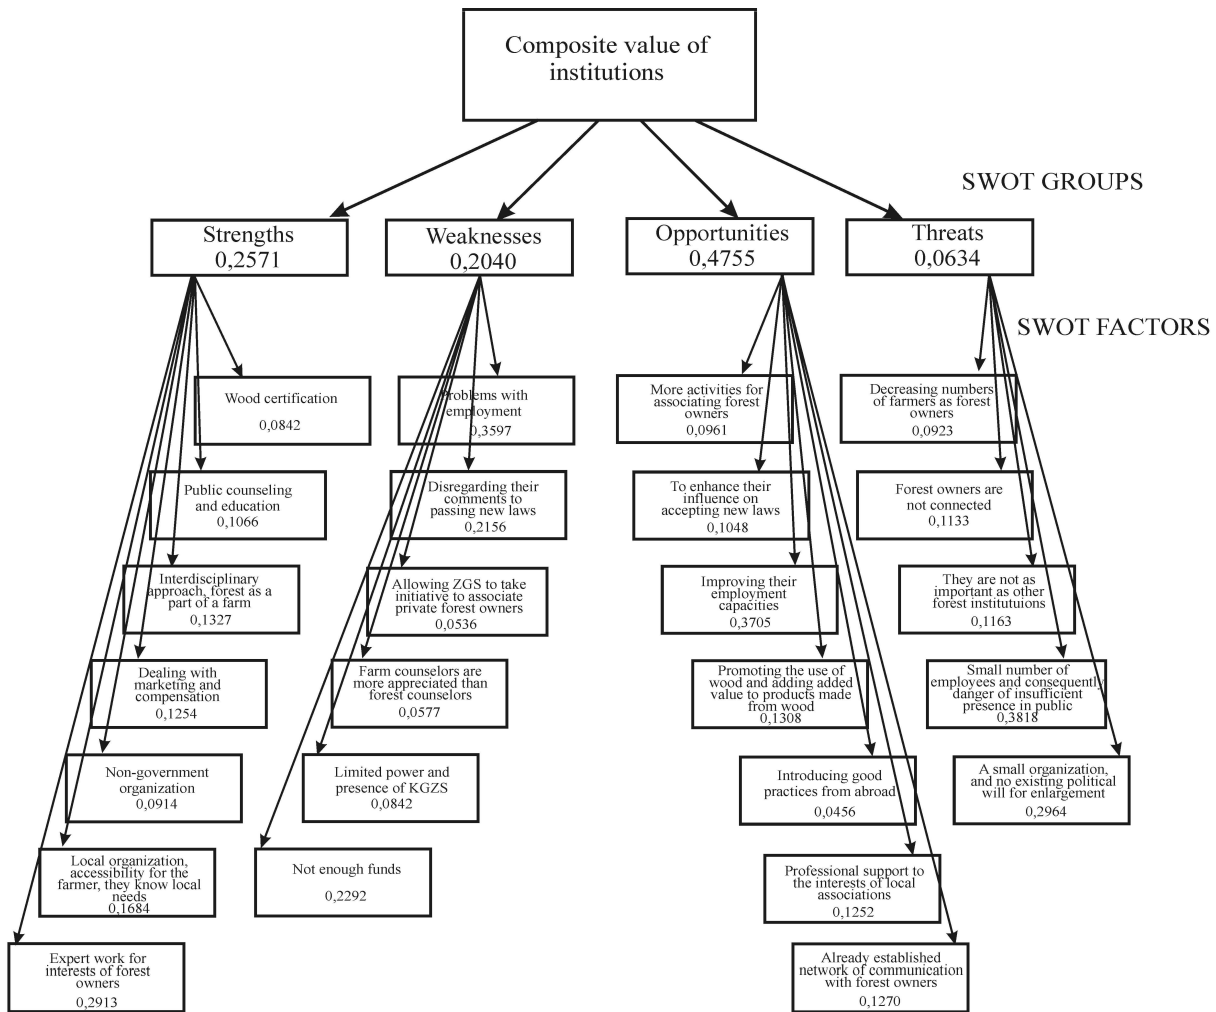 Composite value of
institutions
SWOT GROUPS
Strengths
0,2571
Weaknesses
0,2040
Opportunities
0,4755
Threats
0,0634
SWOT FACTORS
Wood certification
0,0842
Public counseling
and education
0,1066
Interdisciplinary
approach, forest as a
part of a farm
0,1327
Dealing with
marketing and
compensation
0,1254
Non-government
organization
0,0914
Local organization,
accessibility for the
farmer, they know local
needs
0,1684
Expert work for
interests of forest
owners
0,2913
Problems with
employment
0,3597
Disregarding their
comments to
passing new laws
0,2156
Allowing ZGS to take
initiative to associate
private forest owners
0,0536
Farm counselors are
more appreciated than
forest counselors
0,0577
Limited power and
presence of KGZS
0,0842
Not enough funds
0,2292
More activities for
associating forest
owners
0,0961
To enhance their
influence on
accepting new laws
0,1048
Improving their
employment
capacities
0,3705
Promoting the use of
wood and adding added
value to products made
from wood
0,1308
Introducing good
practices from abroad
0,0456
Professional support to
the interests of local
associations
0,1252
Already established
network of communication
with forest owners
0,1270
Decreasing numbers
of farmers as forest
owners
0,0923
Forest owners are
not connected
0,1133
They are not as
important as other
forest instituiuions
0,1163
Small number of
employees and consequently
danger of insufficient
presence in public
0,3818
A small organization,
and no existing political
will for enlargement
0,2964